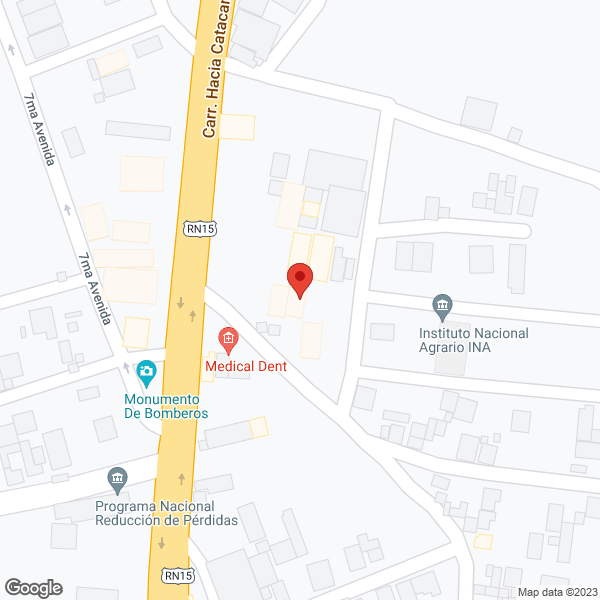 Carr. Hacia Catacam
7ma Avenida
RN15
7ma Avenida
Instituto Nacional
Agrario INA
Medical Dent
Monumento
De Bomberos
Programa Nacional
Reducción de Pérdidas
RN15
Google
Map data ©2023